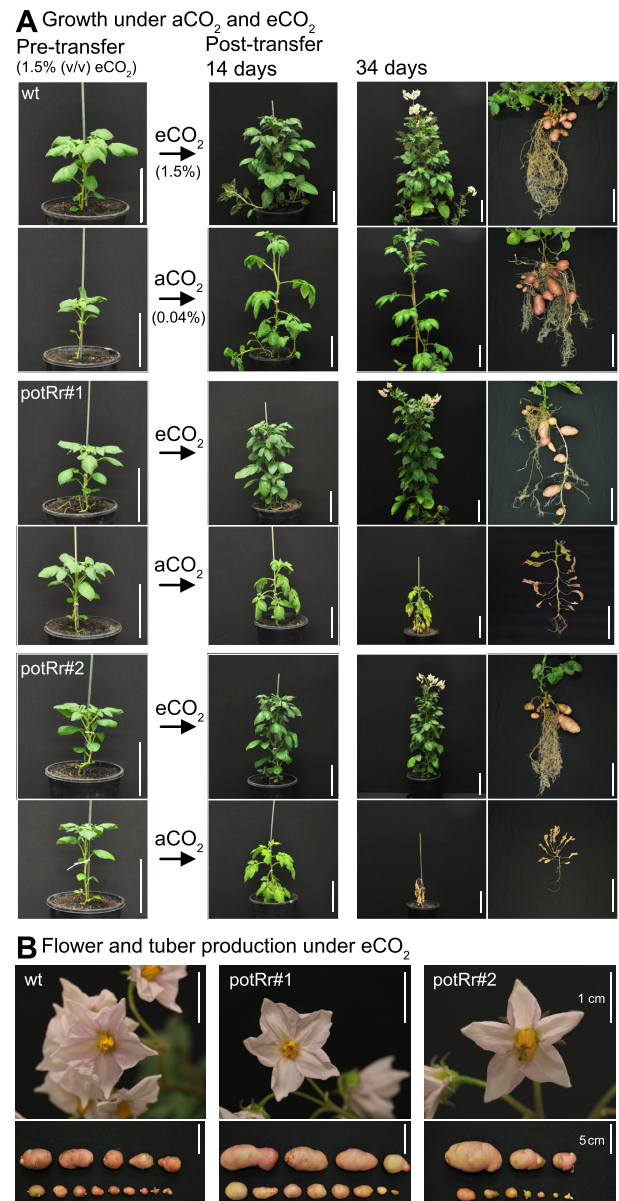 A Growth under aCO₂ and eCO₂
Pre-transfer
(1.5% (v/v) eCO₂)
Post-transfer
14 days
34 days
wt
eCO₂
(1.5%)
aCO₂
(0.04%)
potRr#1
eCO₂
aCO₂
potRr#2
eCO₂
aCO₂
B Flower and tuber production under eCO₂
wt
potRr#1
potRr#2
1 cm
5 cm